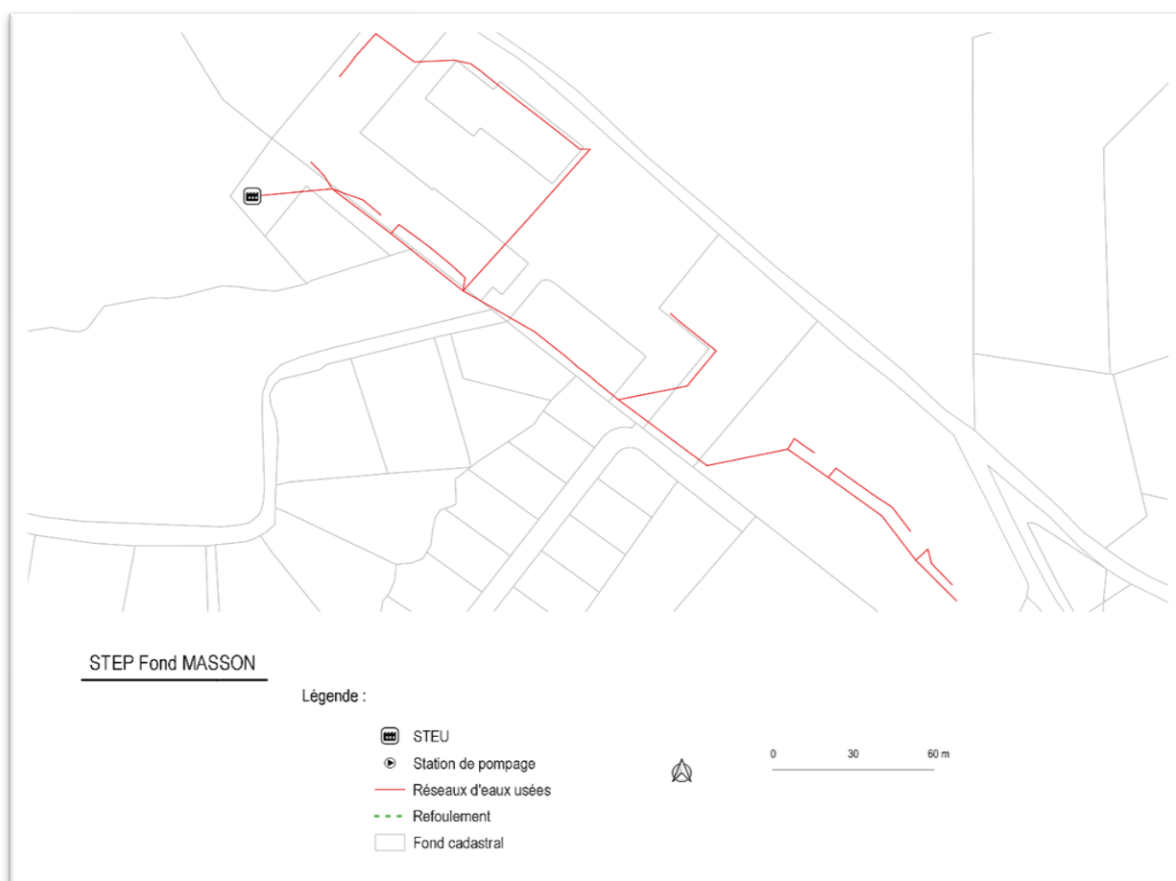 STEP Fond MASSON
Légende :
STEU
Station de pompage
Réseaux d'eaux usées
Refoulement
Fond cadastral
0 30 60 m